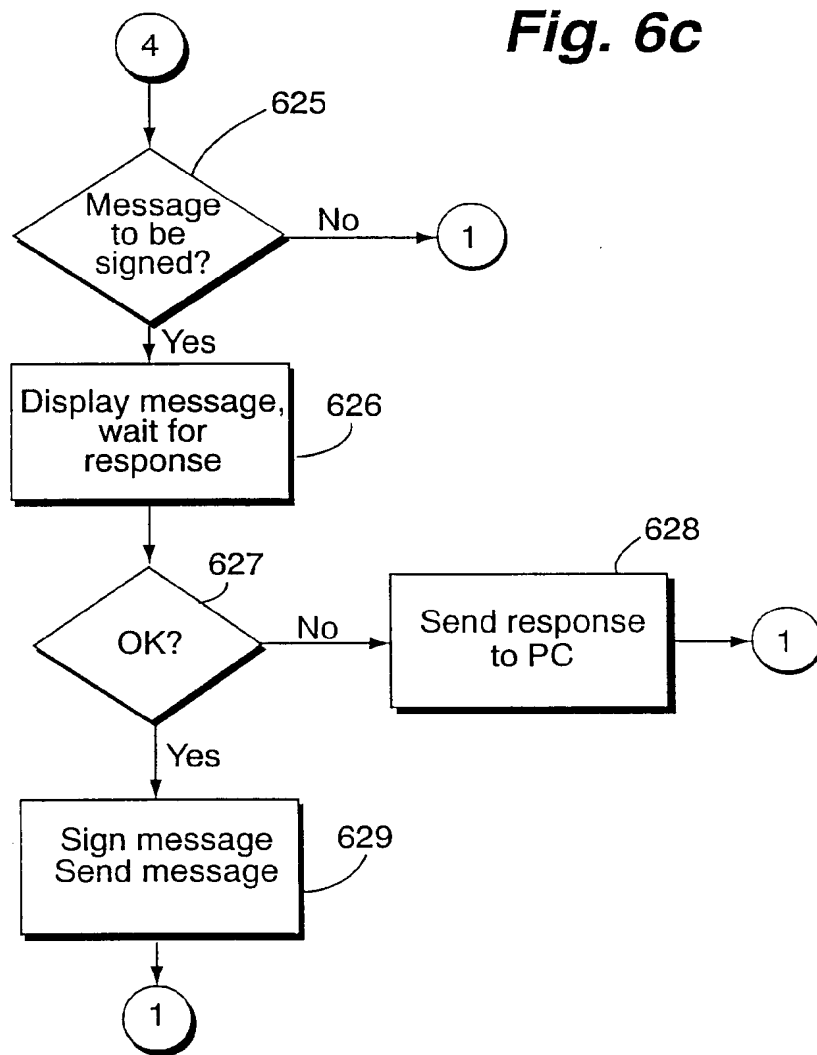 Fig. 6c
4
625
Message
to be
signed?
No
1
Yes
Display message,
wait for
response
626
627
OK?
No
628
Send response
to PC
1
Yes
Sign message
Send message
629
1